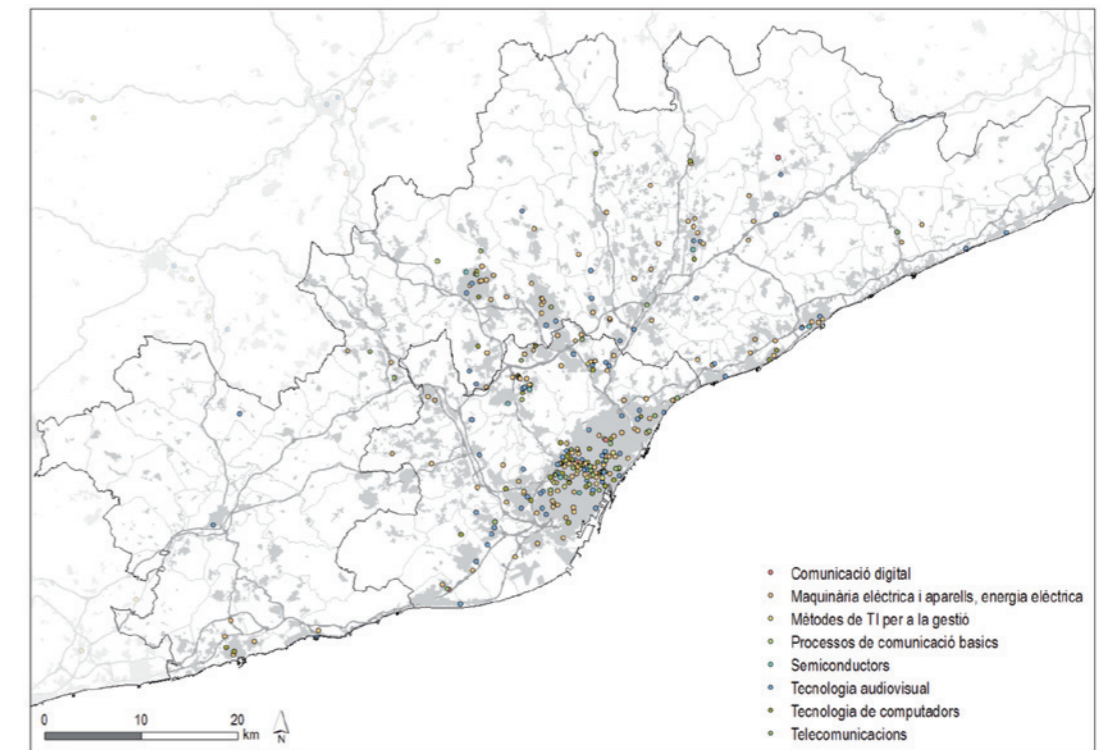 Comunicació digital
Maquinària elèctrica i aparells, energia elèctrica
Mètodes de TI per a la gestió
Processos de comunicació basics
Semiconductors
Tecnologia audiovisual
Tecnologia de computadors
Telecomunicacions
0 10 20
km
N